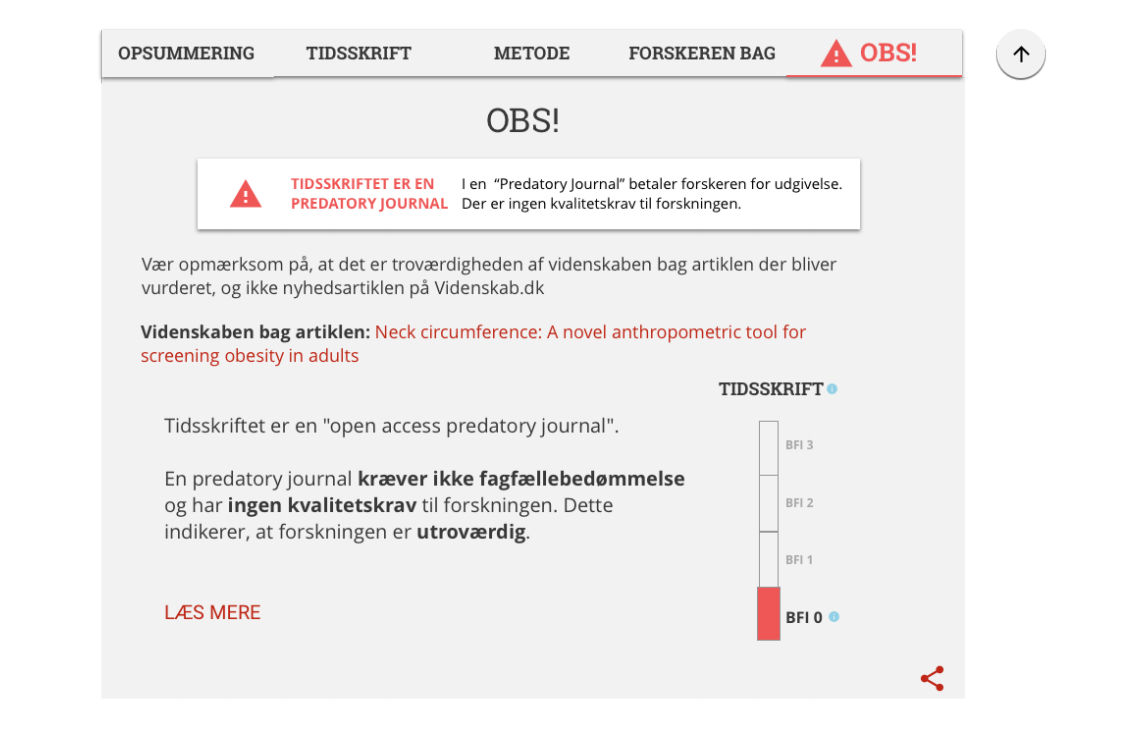 OPSUMMERING TIDSSKRIFT METODE FORSKEREN BAG OBS!
OBS!
TIDSSKRIFTET ER EN
PREDATORY JOURNAL
I en “Predatory Journal” betaler forskeren for udgivelse.
Der er ingen kvalitetskrav til forskningen.
Vær opmærksom på, at det er troværdigheden af videnskaben bag artiklen der bliver
vurderet, og ikke nyhedsartiklen på Videnskab.dk
Videnskaben bag artiklen: Neck circumference: A novel anthropometric tool for
screening obesity in adults
TIDSSKRIFT
Tidsskriftet er en "open access predatory journal".
En predatory journal kræver ikke fagfællebedømmelse
og har ingen kvalitetskrav til forskningen. Dette
indikerer, at forskningen er utroværdig.
LÆS MERE
BFI 3
BFI 2
BFI 1
BFI 0